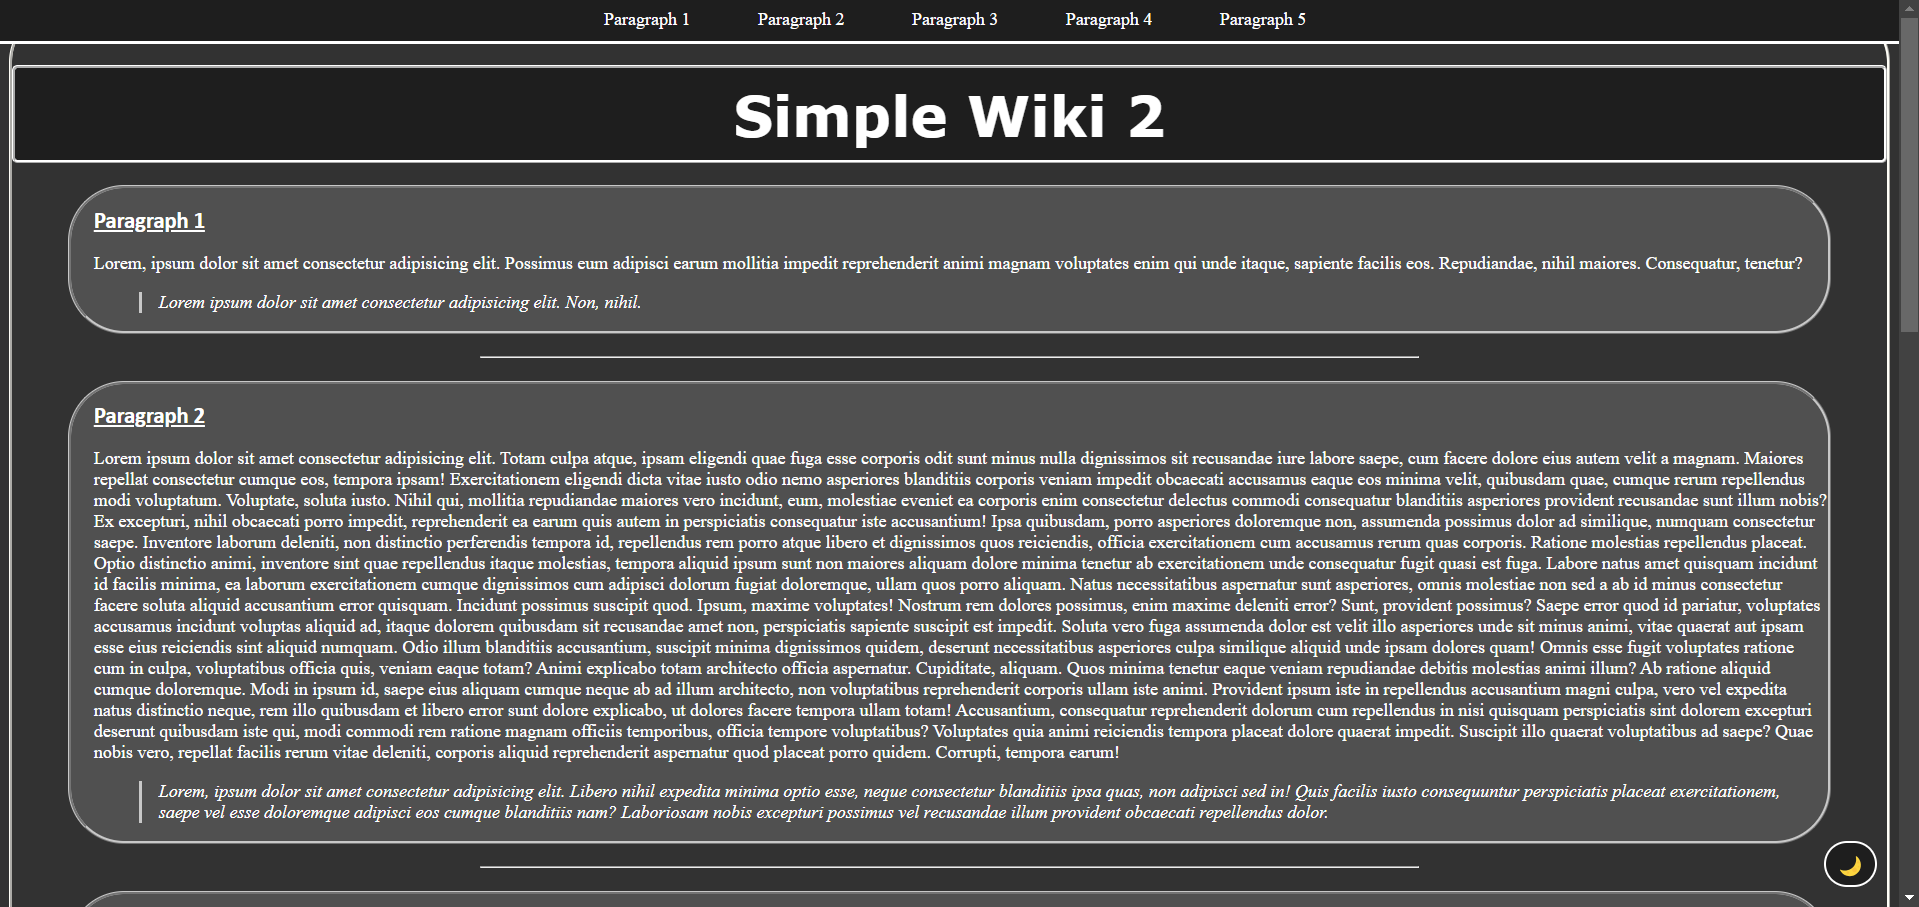 Paragraph 1 Paragraph 2 Paragraph 3 Paragraph 4 Paragraph 5
Simple Wiki 2
Paragraph 1
Lorem, ipsum dolor sit amet consectetur adipisicing elit. Possimus eum adipisci earum mollitia impedit reprehenderit animi magnam voluptates enim qui unde itaque, sapiente facilis eos. Repudiandae, nihil maiores. Consequatur, tenetur?
Lorem ipsum dolor sit amet consectetur adipisicing elit. Non, nihil.
Paragraph 2
Lorem ipsum dolor sit amet consectetur adipisicing elit. Totam culpa atque, ipsam eligendi quae fuga esse corporis odit sunt minus nulla dignissimos sit recusandae iure labore saepe, cum facere dolore eius autem velit a magnam. Maiores
repellat consectetur cumque eos, tempora ipsam! Exercitationem eligendi dicta vitae iusto odio nemo asperiores blanditiis corporis veniam impedit obcaecati accusamus eaque eos minima velit, quibusdam quae, cumque rerum repellendus
modi voluptatum. Voluptate, soluta iusto. Nihil qui, mollitia repudiandae maiores vero incidunt, eum, molestiae eveniet ea corporis enim consectetur delectus commodi consequatur blanditiis asperiores provident recusandae sunt illum nobis?
Ex excepturi, nihil obcaecati porro impedit, reprehenderit ea earum quis autem in perspiciatis consequatur iste accusantium! Ipsa quibusdam, porro asperiores doloremque non, assumenda possimus dolor ad similique, numquam consectetur
saepe. Inventore laborum deleniti, non distinctio perferendis tempora id, repellendus rem porro atque libero et dignissimos quos reiciendis, officia exercitationem cum accusamus rerum quas corporis. Ratione molestias repellendus placeat.
Optio distinctio animi, inventore sint quae repellendus itaque molestias, tempora aliquid ipsum sunt non maiores aliquam dolore minima tenetur ab exercitationem unde consequatur fugit quasi est fuga. Labore natus amet quisquam incidunt
id facilis minima, ea laborum exercitationem cumque dignissimos cum adipisci dolorum fugiat doloremque, ullam quos porro aliquam. Natus necessitatibus aspernatur sunt asperiores, omnis molestiae non sed a ab id minus consectetur
facere soluta aliquid accusantium error quisquam. Incidunt possimus suscipit quod. Ipsum, maxime voluptates! Nostrum rem dolores possimus, enim maxime deleniti error? Sunt, provident possimus? Saepe error quod id pariatur, voluptates
accusamus incidunt voluptas aliquid ad, itaque dolorem quibusdam sit recusandae amet non, perspiciatis sapiente suscipit est impedit. Soluta vero fuga assumenda dolor est velit illo asperiores unde sit minus animi, vitae quaerat aut ipsam
esse eius reiciendis sint aliquid numquam. Odio illum blanditiis accusantium, suscipit minima dignissimos quidem, deserunt necessitatibus asperiores culpa similique aliquid unde ipsam dolores quam! Omnis esse fugit voluptates ratione
cum in culpa, voluptatibus officia quis, veniam eaque totam? Animi explicabo totam architecto officia aspernatur. Cupiditate, aliquam. Quos minima tenetur eaque veniam repudiandae debitis molestias animi illum? Ab ratione aliquid
cumque doloremque. Modi in ipsum id, saepe eius aliquam cumque neque ab ad illum architecto, non voluptatibus reprehenderit corporis ullam iste animi. Provident ipsum iste in repellendus accusantium magni culpa, vero vel expedita
natus distinctio neque, rem illo quibusdam et libero error sunt dolore explicabo, ut dolores facere tempora ullam totam! Accusantium, consequatur reprehenderit dolorum cum repellendus in nisi quisquam perspiciatis sint dolorem excepturi
deserunt quibusdam iste qui, modi commodi rem ratione magnam officiis temporibus, officia tempore voluptatibus? Voluptates quia animi reiciendis tempora placeat dolore quaerat impedit. Suscipit illo quaerat voluptatibus ad saepe? Quae
nobis vero, repellat facilis rerum vitae deleniti, corporis aliquid reprehenderit aspernatur quod placeat porro quidem. Corrupti, tempora earum!
Lorem, ipsum dolor sit amet consectetur adipisicing elit. Libero nihil expedita minima optio esse, neque consectetur blanditiis ipsa quas, non adipisci sed in! Quis facilis iusto consequuntur perspiciatis placeat exercitationem,
saepe vel esse doloremque adipisci eos cumque blanditiis nam? Laboriosam nobis excepturi possimus vel recusandae illum provident obcaecati repellendus dolor.